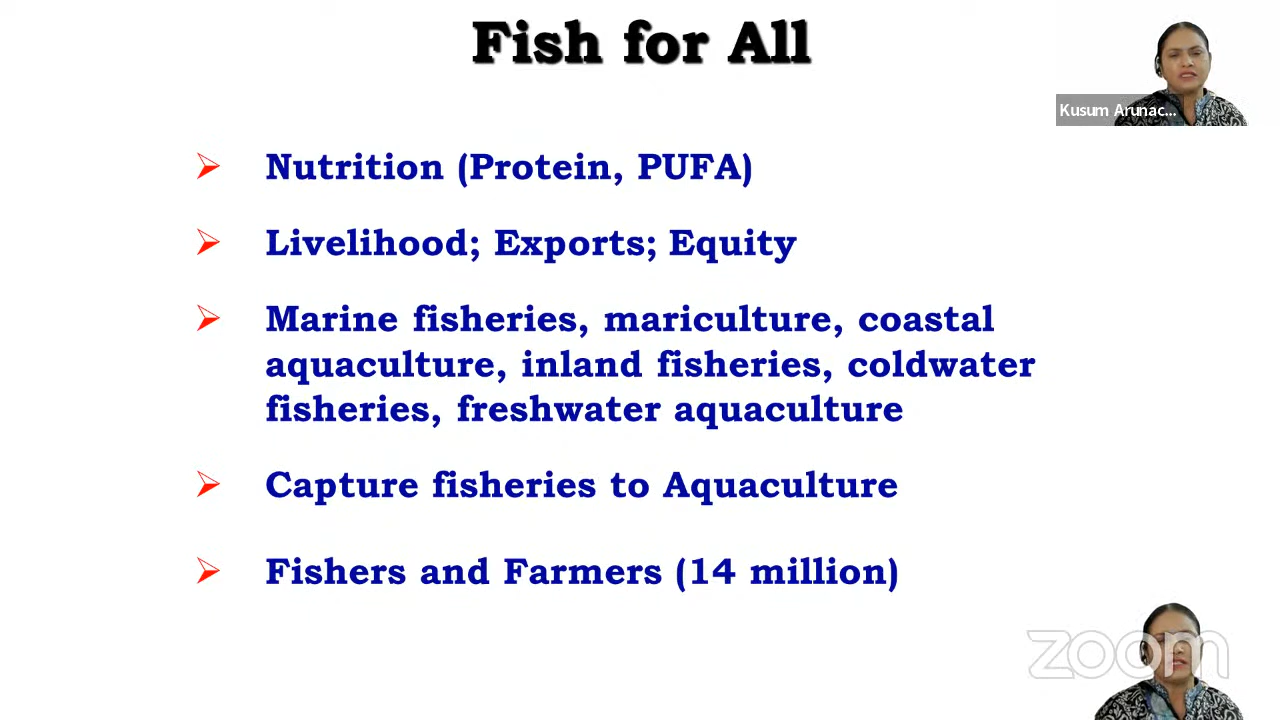 Fish for All
Kusum Arunac...
Nutrition (Protein, PUFA)
Livelihood; Exports; Equity
Marine fisheries, mariculture, coastal
aquaculture, inland fisheries, coldwater
fisheries, freshwater aquaculture
Capture fisheries to Aquaculture
Fishers and Farmers (14 million)
zoom